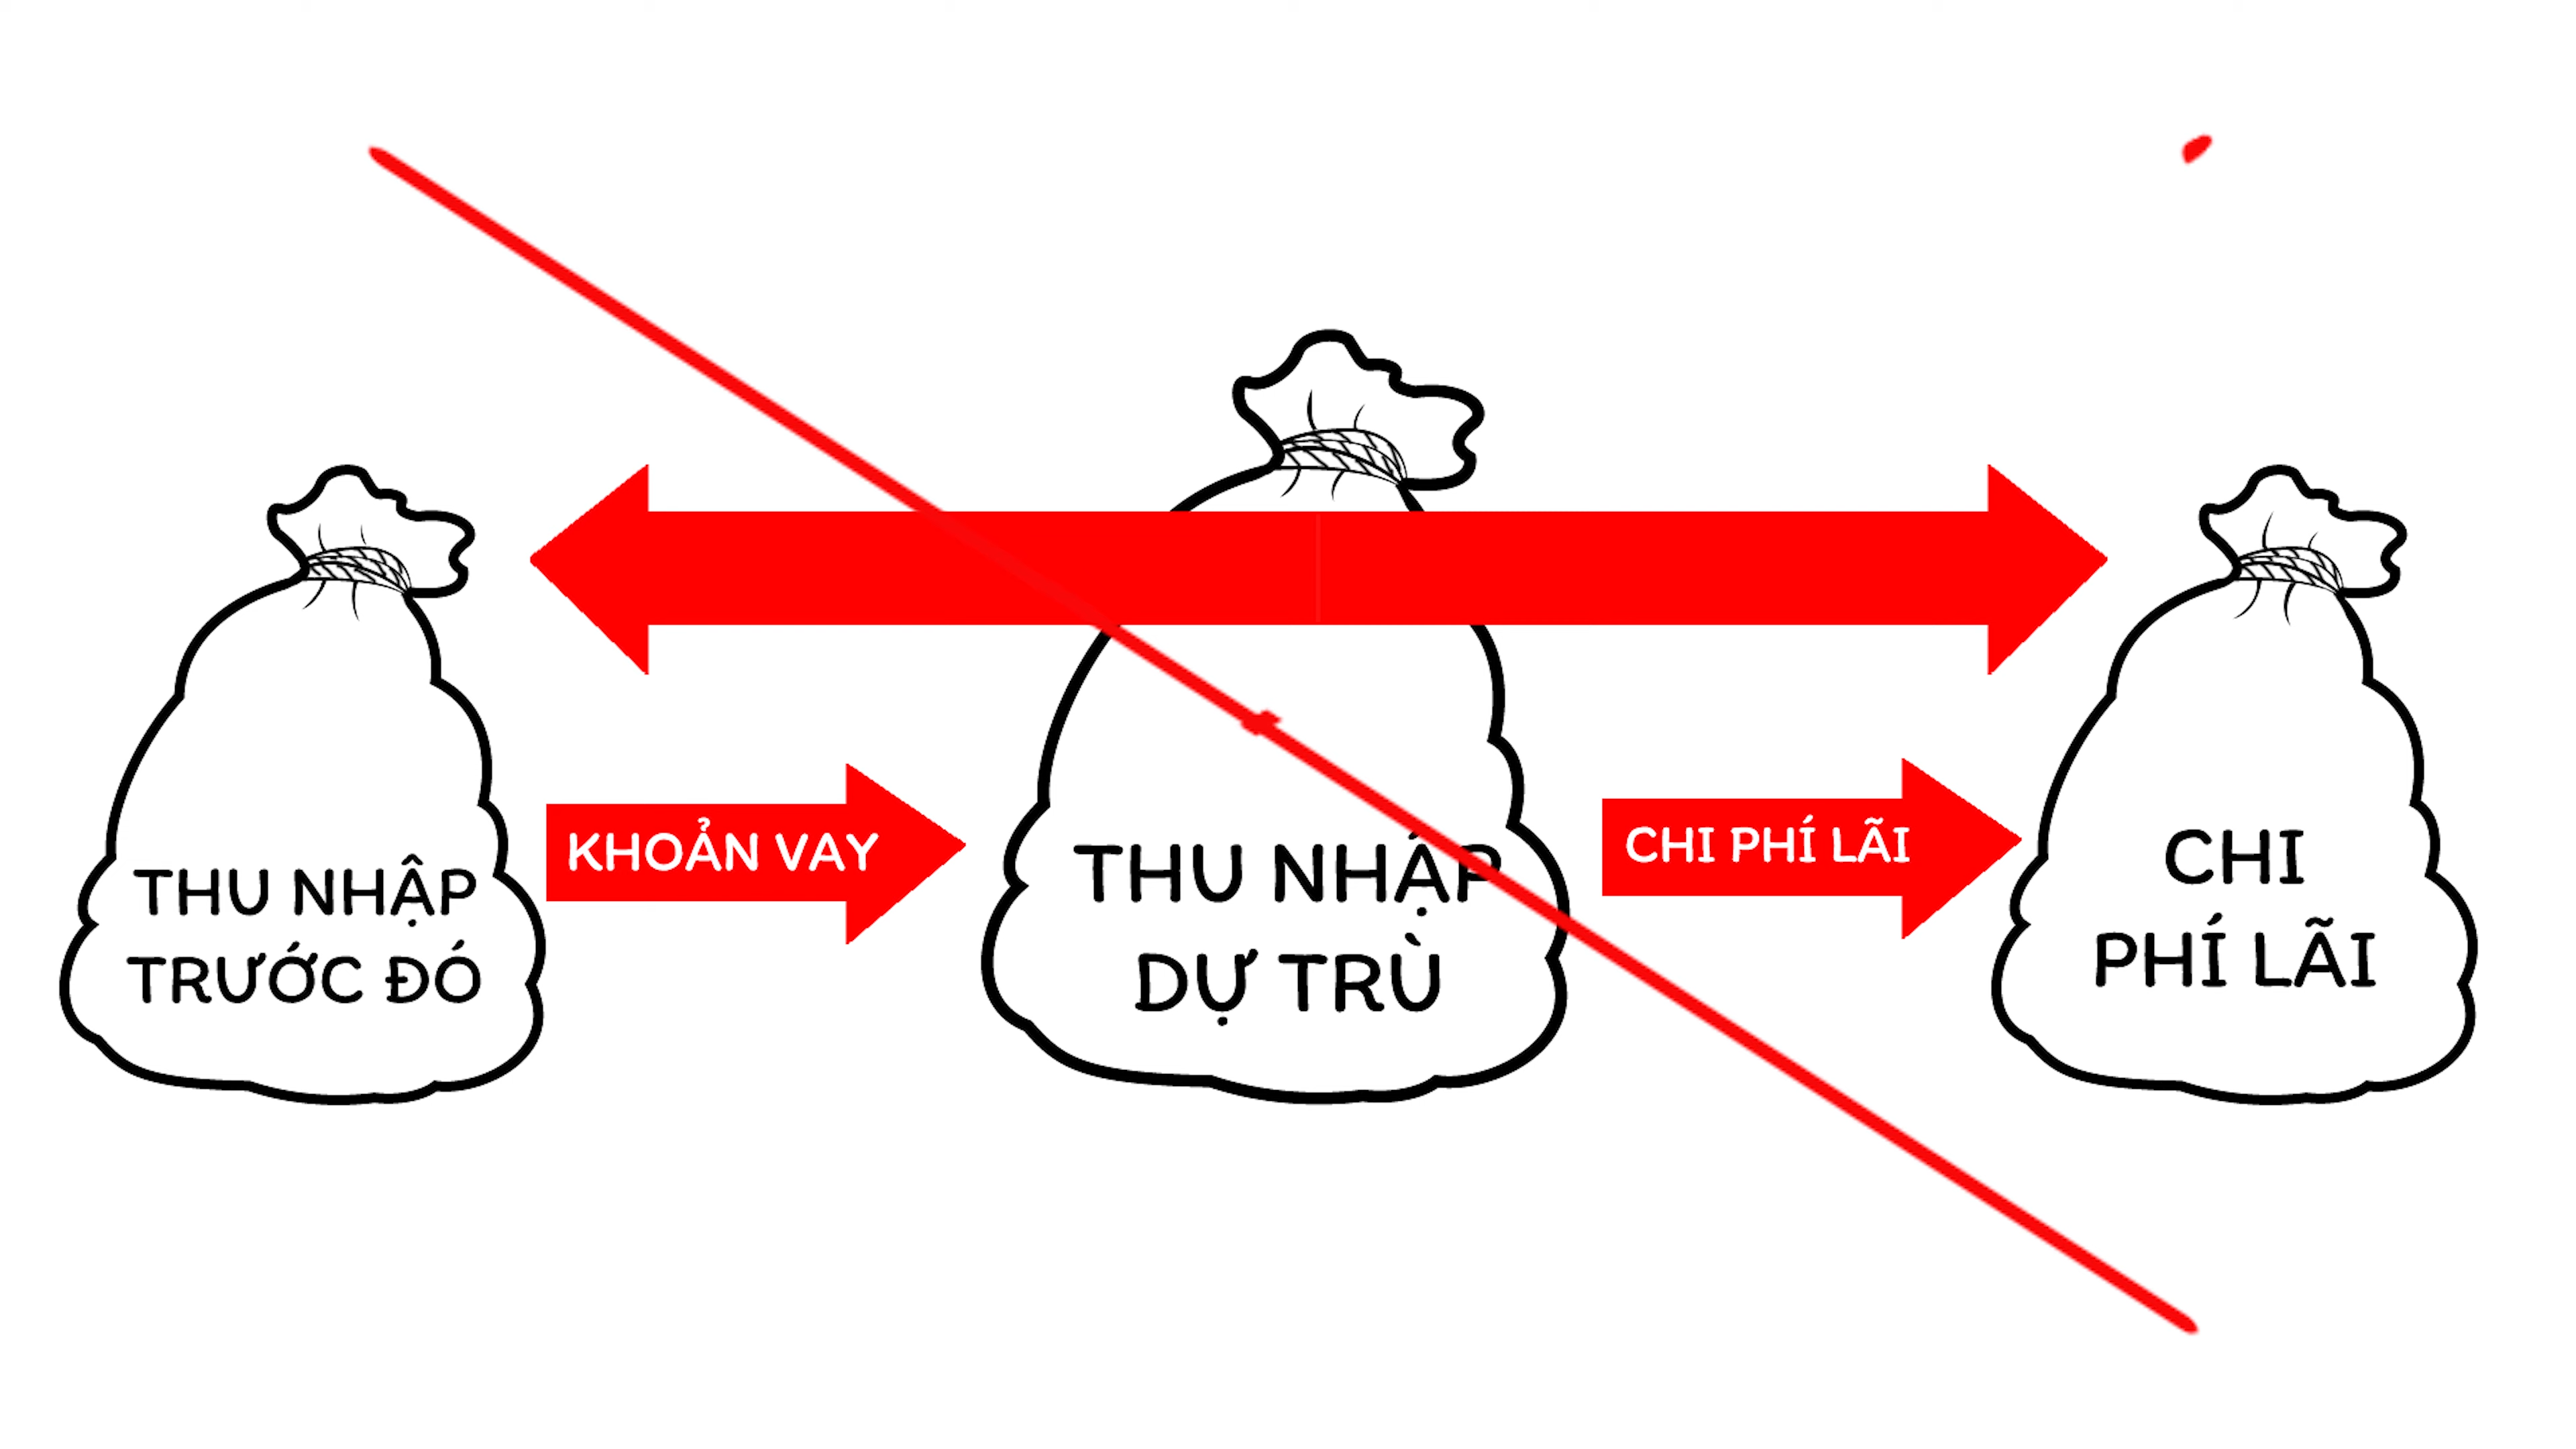 THU NHẬP
TRƯỚC ĐÓ
KHOẢN VAY
THU NHẬP
DỰ TRÙ
CHI PHÍ LÃI
CHI
PHÍ LÃI